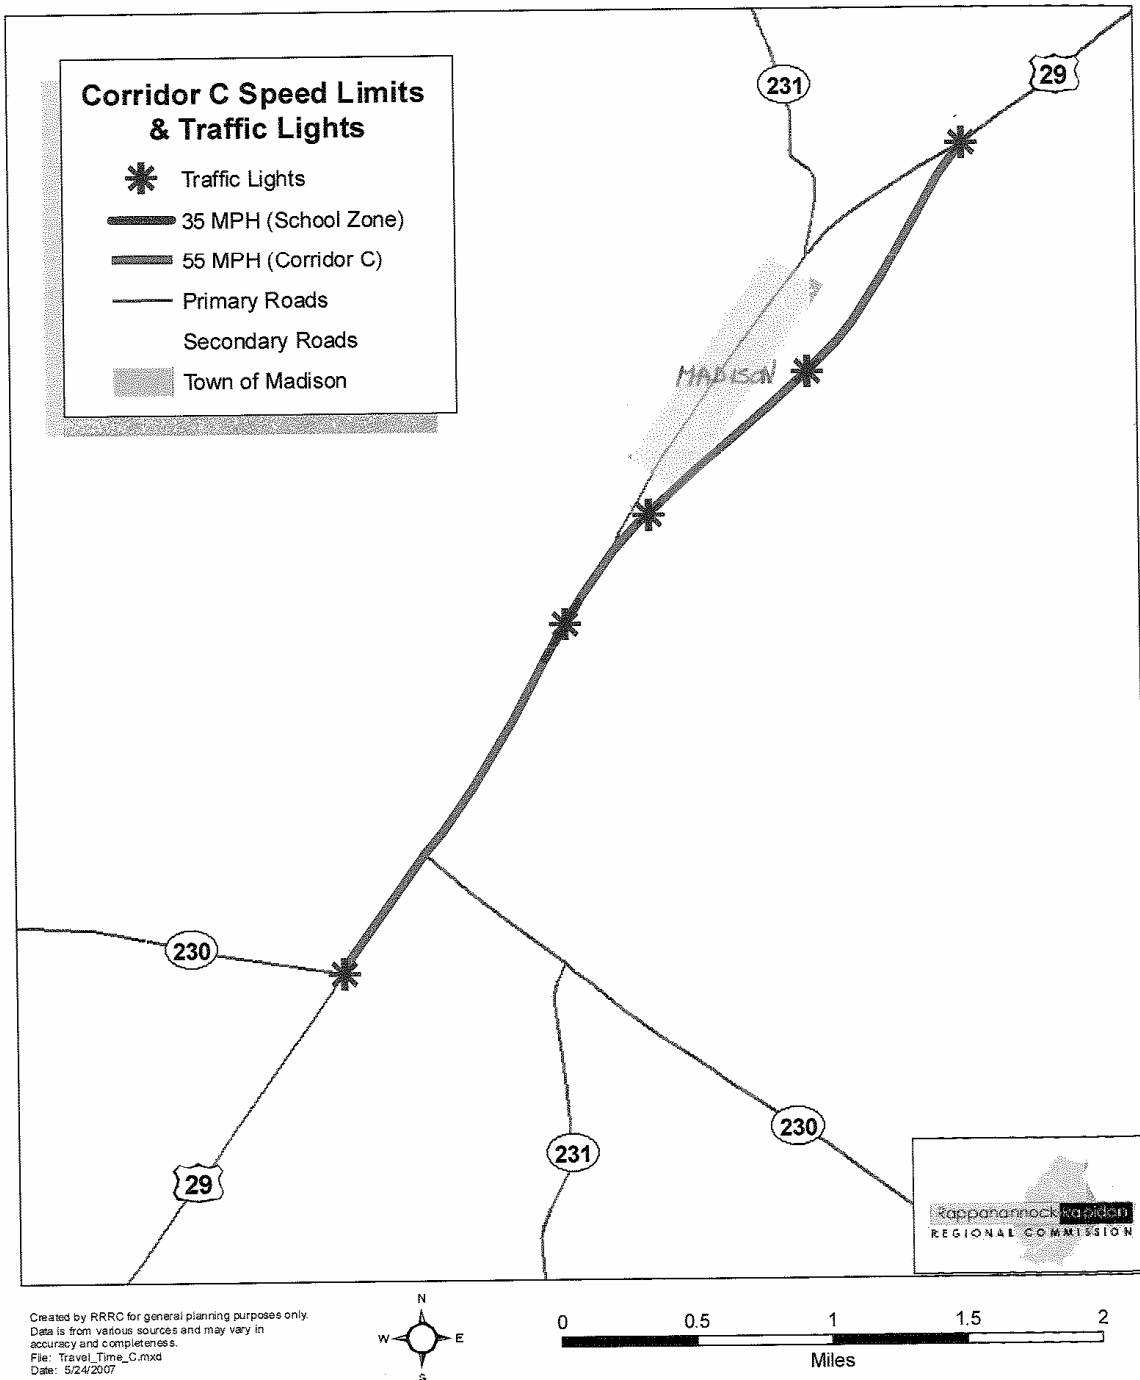 Corridor C Speed Limits
& Traffic Lights
Traffic Lights
35 MPH (School Zone)
55 MPH (Corridor C)
Primary Roads
Secondary Roads
Town of Madison
231
29
MADISON
230
29
231
230
Rappahannock Rapidan
REGIONAL COMMISSION
Created by RRRC for general planning purposes only.
Data is from various sources and may vary in
accuracy and completeness.
File: Travel_Time_C.mxd
Date: 5/24/2007
N
W E
S
0 0.5 1 1.5 2
Miles